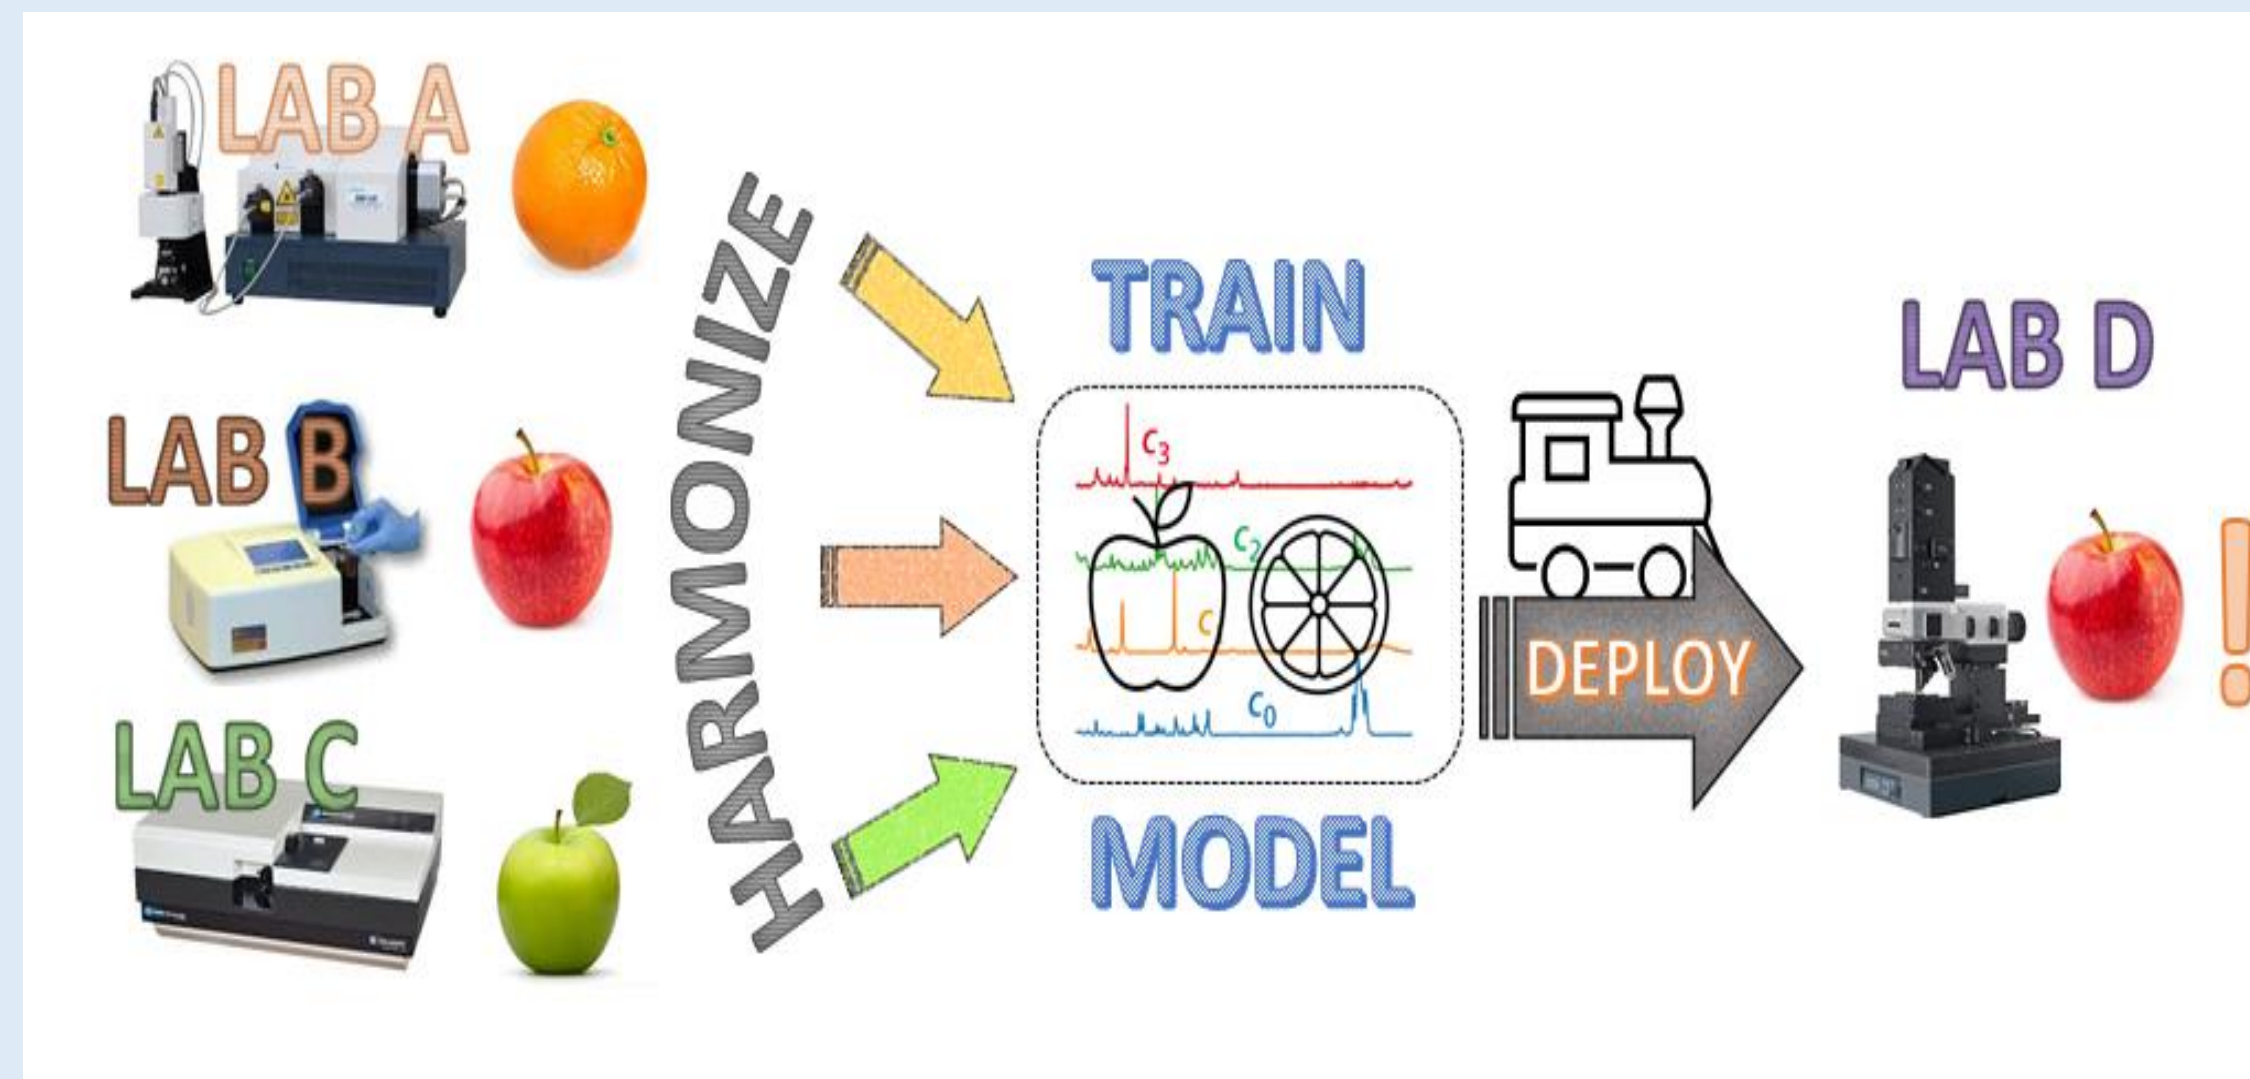 LAB A
LAB B
LAB C
HARMONIZE
TRAIN
C3
C2
C
C0
MODEL
DEPLOY
LAB D
!